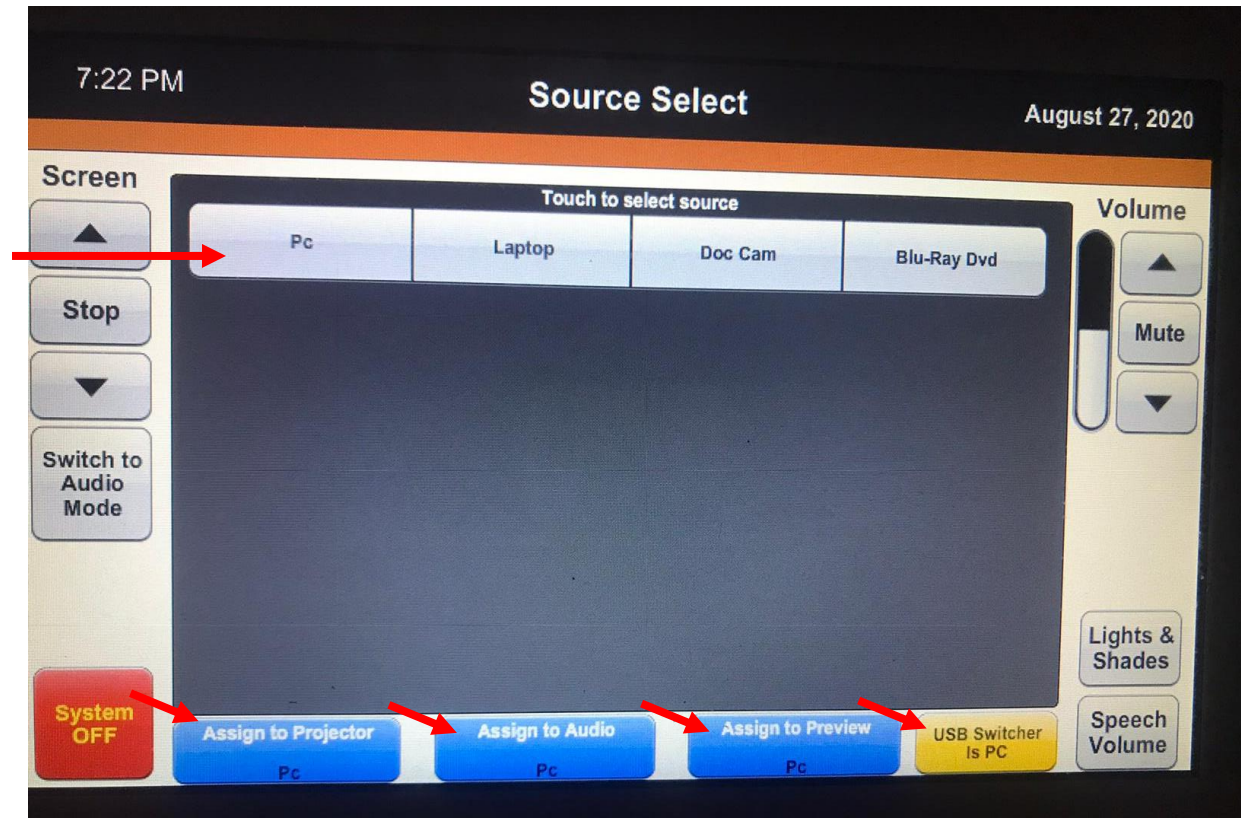 7:22 PM
Source Select
August 27, 2020
Screen
Touch to select source
Volume
Pc
Laptop
Doc Cam
Blu-Ray Dvd
Stop
Mute
Switch to
Audio
Mode
Lights &
Shades
System
OFF
Assign to Projector
Pc
Assign to Audio
Pc
Assign to Preview
Pc
USB Switcher
Is PC
Speech
Volume